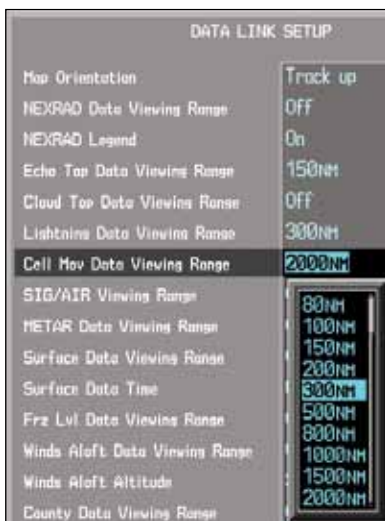 DATA LINK SETUP
Map Orientation Track up
NEXRAD Data Viewing Range Off
NEXRAD Legend On
Echo Top Data Viewing Range 150NM
Cloud Top Data Viewing Range Off
Lightning Data Viewing Range 300NM
Cell Mov Data Viewing Range 2000NM
SIG/AIR Viewing Range
METAR Data Viewing Range
Surface Data Viewing Range
Surface Data Time
Frz Lvl Data Viewing Range
Winds Aloft Data Viewing Range
Winds Aloft Altitude
County Data Viewing Range
80NM
100NM
150NM
200NM
300NM
500NM
800NM
1000NM
1500NM
2000NM